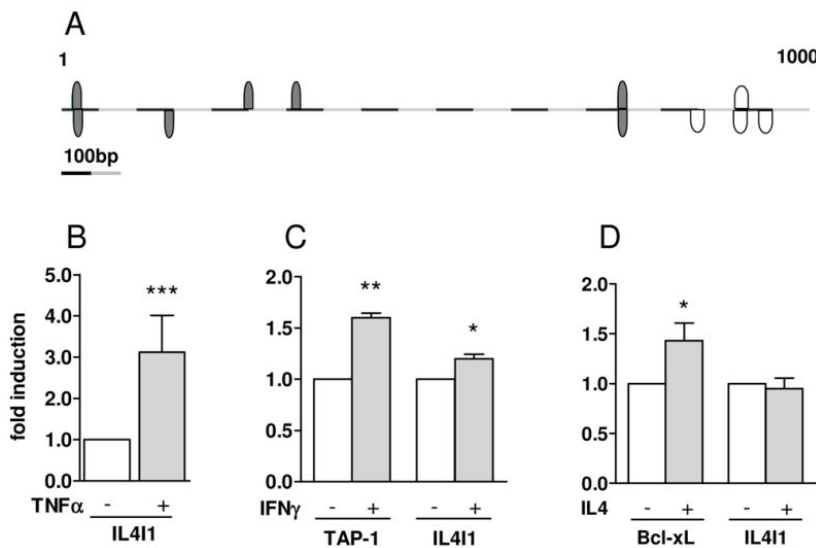 A
1 1000
100bp
B C D
fold induction
5.0
4.0
3.0
2.0
1.0
0.0
***
TNFα - +
IL4I1
2.0
1.5
1.0
0.5
0.0
** *
IFNγ - + - +
TAP-1 IL4I1
2.0
1.5
1.0
0.5
0.0
*
IL4 - + - +
Bcl-xL IL4I1